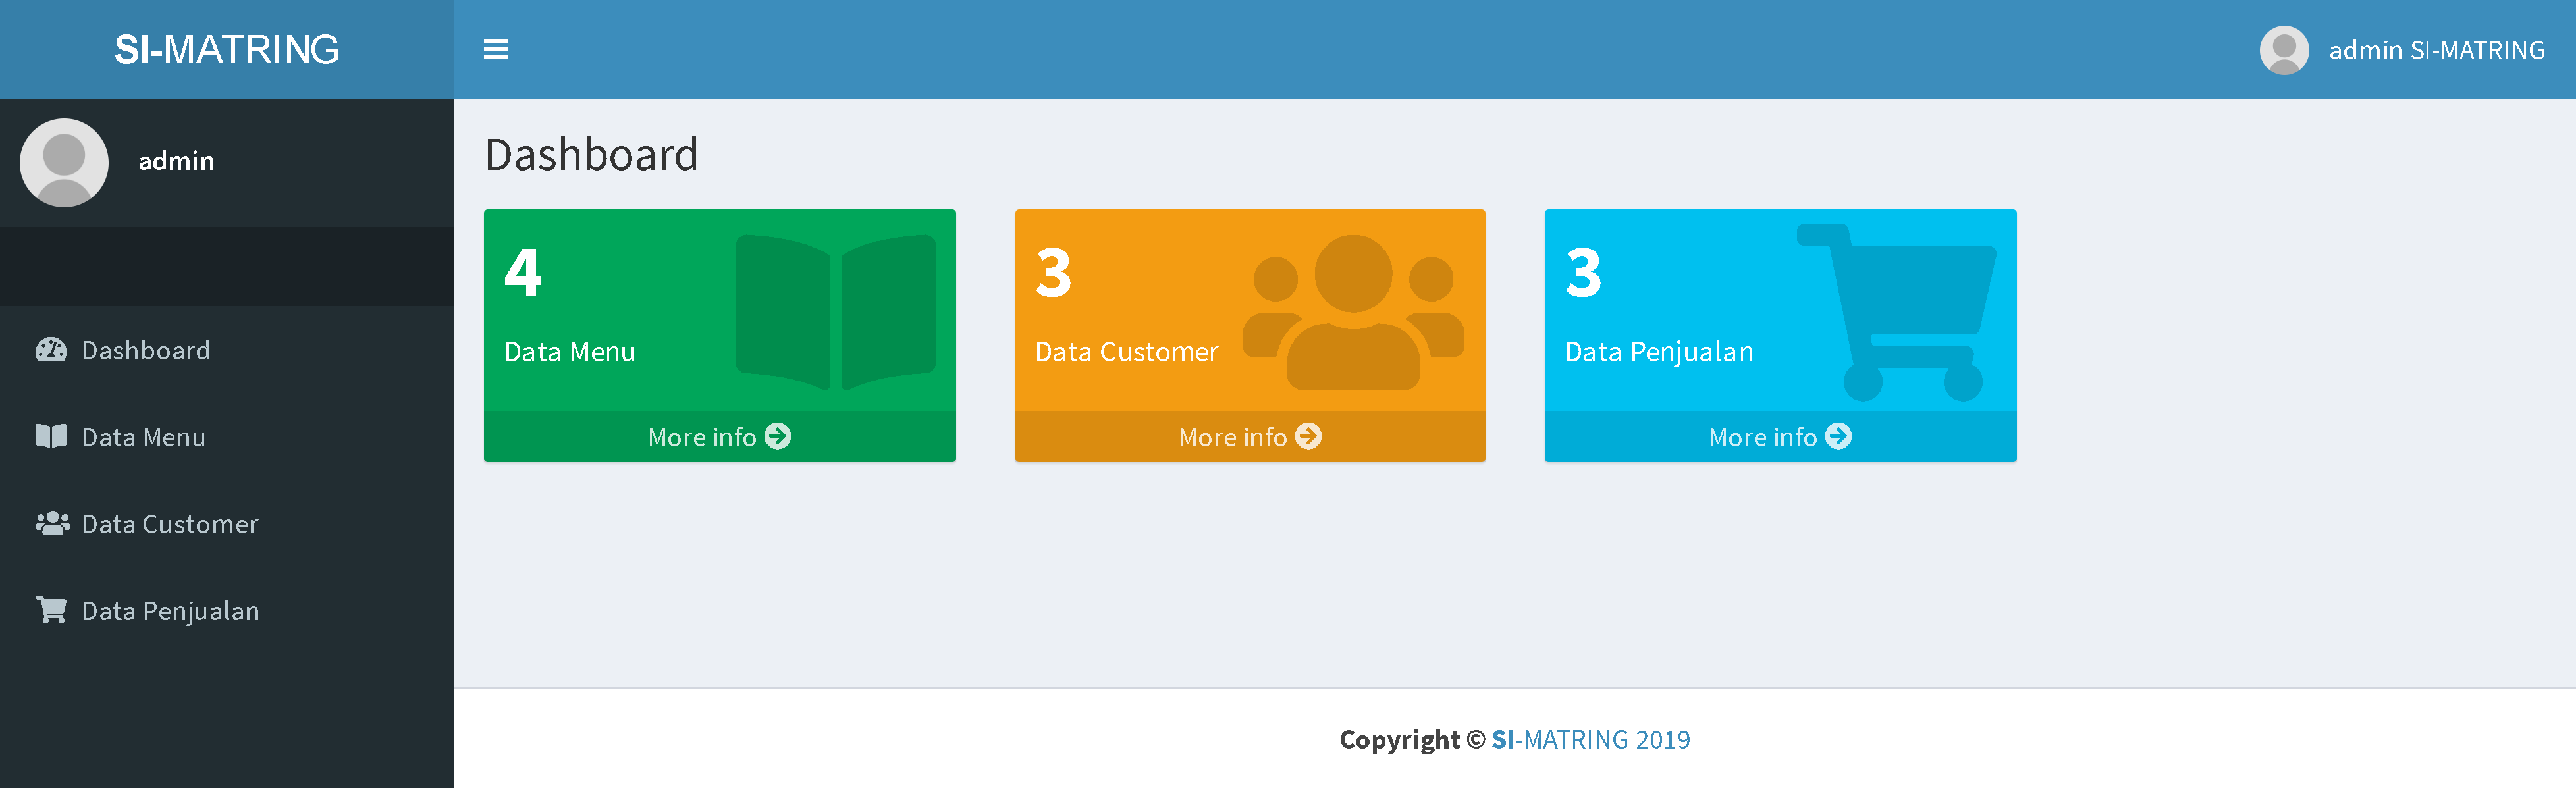 SI-MATRING
admin SI-MATRING
admin
Dashboard
Data Menu
Data Customer
Data Penjualan
Dashboard
4
Data Menu
More info
3
Data Customer
More info
3
Data Penjualan
More info
Copyright © SI-MATRING 2019